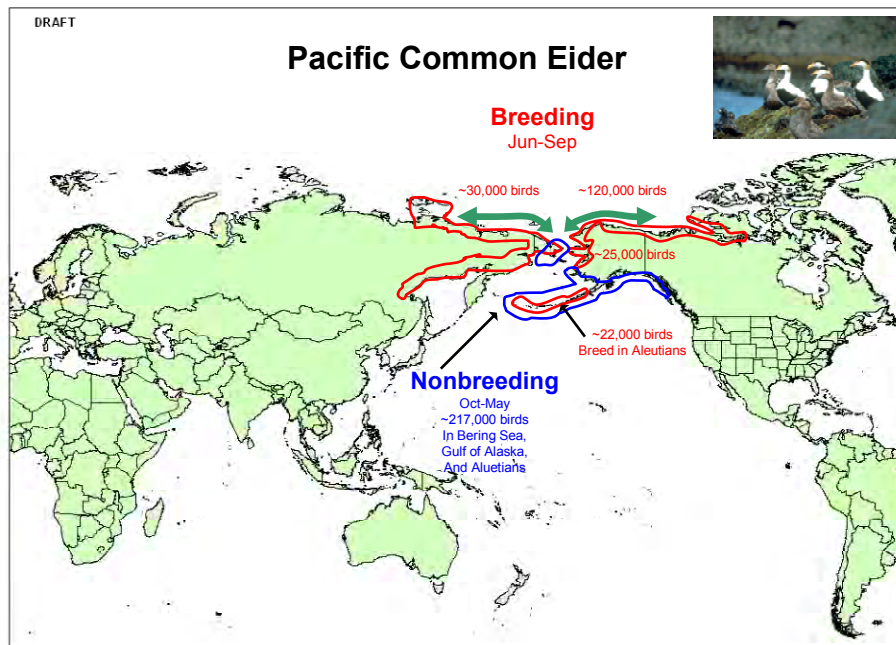 DRAFT
Pacific Common Eider
Breeding
Jun-Sep
~30,000 birds
~120,000 birds
~25,000 birds
~22,000 birds
Breed in Aleutians
Nonbreeding
Oct-May
~217,000 birds
In Bering Sea,
Gulf of Alaska,
And Aluetians